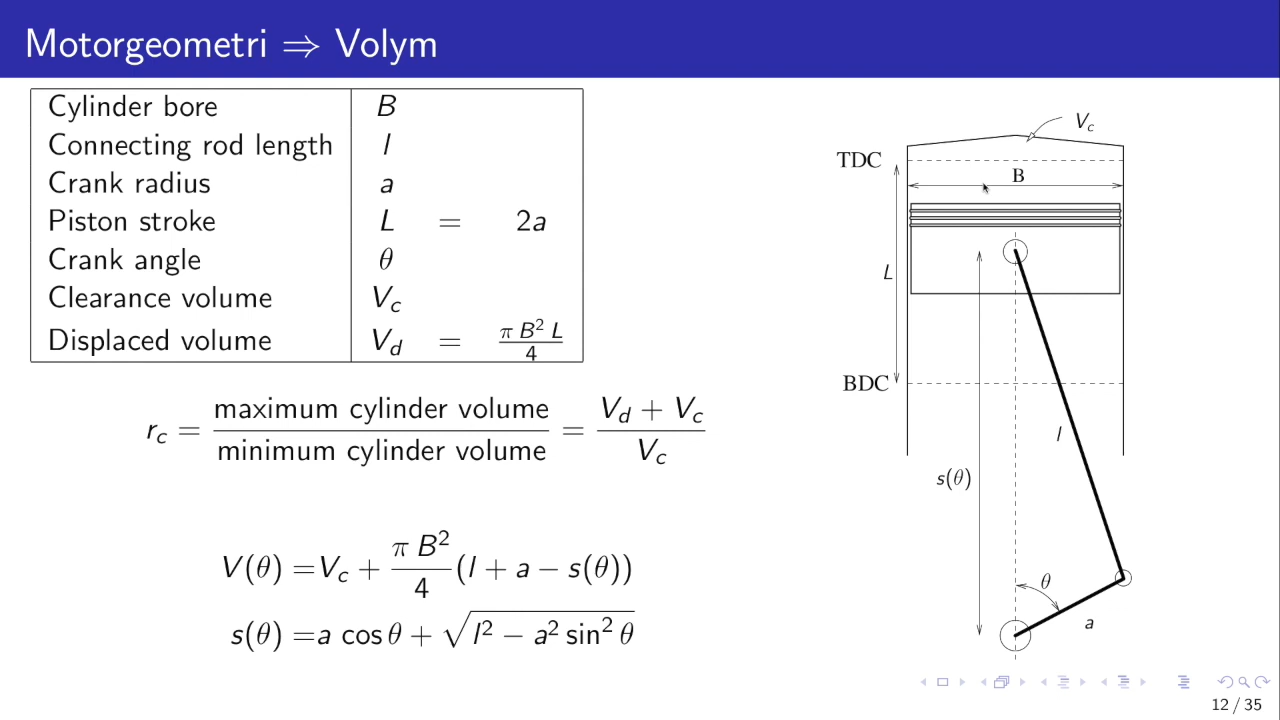 Motorgeometri ⇒ Volym
Cylinder bore B
Connecting rod length l
Crank radius a
Piston stroke L = 2a
Crank angle θ
Clearance volume V_c
Displaced volume V_d = π B² L / 4
r_c = maximum cylinder volume / minimum cylinder volume = V_d + V_c / V_c
V(θ) =V_c + π B² / 4 (l + a − s(θ))
s(θ) =a cos θ + √(l² − a² sin² θ)
V_c
TDC
B
L
BDC
l
s(θ)
θ
a
12 / 35